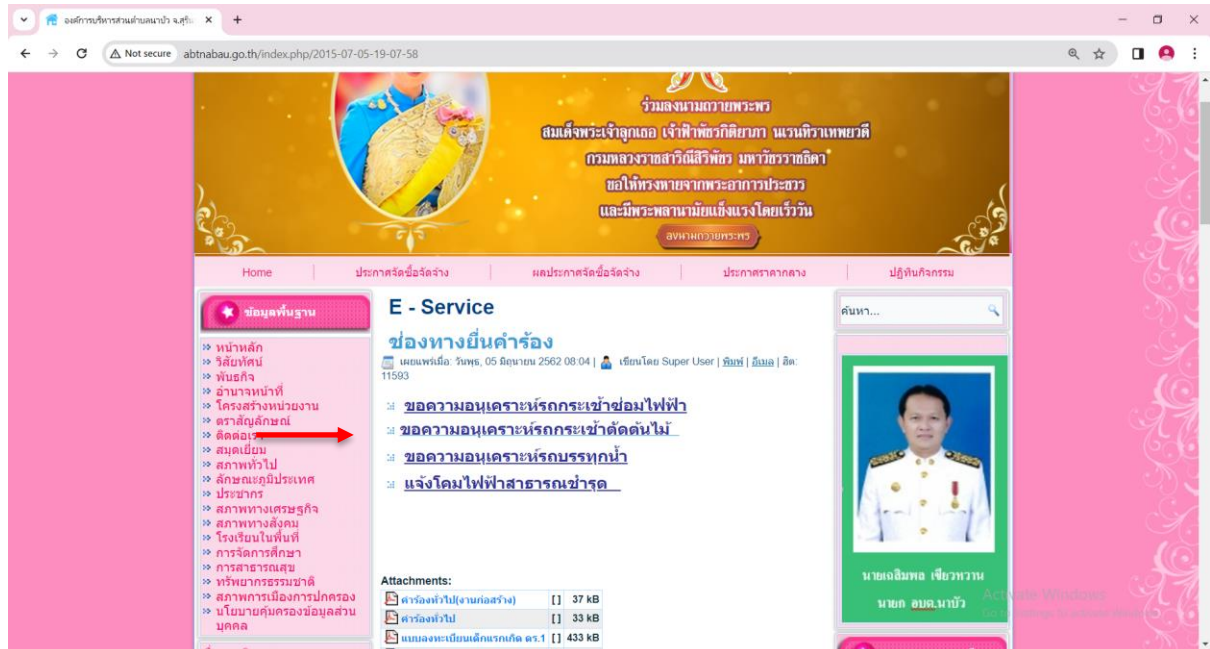 องค์การบริหารส่วนตำบลนาบัว จ.สุริน
Not secure abtnabau.go.th/index.php/2015-07-05-19-07-58
ร่วมลงนามถวายพระพร
สมเด็จพระเจ้าลูกเธอ เจ้าฟ้าพัชรกิติยาภา นเรนทิราเทพยวดี
กรมหลวงราชสาริณีสิริพัชร มหาวัชรราชธิดา
ขอให้ทรงหายจากพระอาการประชวร
และมีพระพลานามัยแข็งแรงโดยเร็ววัน
ลงนามถวายพระพร
Home ประกาศจัดซื้อจัดจ้าง ผลประกาศจัดซื้อจัดจ้าง ประกาศราคากลาง ปฏิทินกิจกรรม
ข้อมูลพื้นฐาน
หน้าหลัก
วิสัยทัศน์
พันธกิจ
อำนาจหน้าที่
โครงสร้างหน่วยงาน
ตราสัญลักษณ์
ติดต่อเรา
สมุดเยี่ยม
สภาพทั่วไป
ลักษณะภูมิประเทศ
ประชากร
สภาพทางเศรษฐกิจ
สภาพทางสังคม
โรงเรียนในพื้นที่
การจัดการศึกษา
การสาธารณสุข
ทรัพยากรธรรมชาติ
สภาพการเมืองการปกครอง
นโยบายคุ้มครองข้อมูลส่วน
บุคคล
E - Service
ช่องทางยื่นคำร้อง
เผยแพร่เมื่อ: วันพุธ, 05 มิถุนายน 2562 08:04 | เขียนโดย Super User | พิมพ์ | อีเมล | ฮิต:
11593
ขอความอนุเคราะห์รถกระเช้าซ่อมไฟฟ้า
ขอความอนุเคราะห์รถกระเช้าตัดต้นไม้
ขอความอนุเคราะห์รถบรรทุกน้ำ
แจ้งโคมไฟฟ้าสาธารณชำรุด
Attachments:
คำร้องทั่วไป(งานก่อสร้าง) [ ] 37 kB
คำร้องทั่วไป [ ] 33 kB
แบบลงทะเบียนเด็กแรกเกิด ดร.1 [ ] 433 kB
ค้นหา...
นายเฉลิมพล เขียวหวาน
นายก อบต.นาบัว
Activate Windows